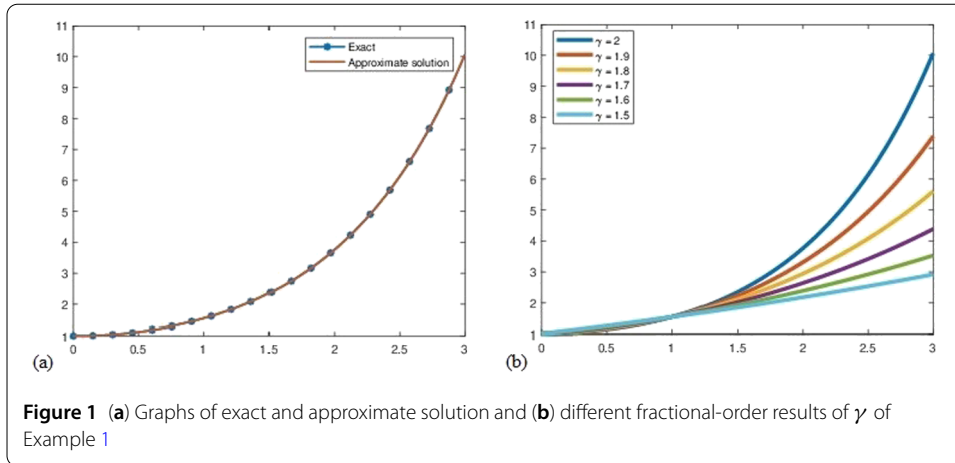 11
10
9
8
7
6
5
4
3
2
1
0 0.5 1 1.5 2 2.5 3
Exact
Approximate solution
(a)
11
10
9
8
7
6
5
4
3
2
1
0 0.5 1 1.5 2 2.5 3
γ = 2
γ = 1.9
γ = 1.8
γ = 1.7
γ = 1.6
γ = 1.5
(b)
Figure 1 (a) Graphs of exact and approximate solution and (b) different fractional-order results of γ of
Example 1